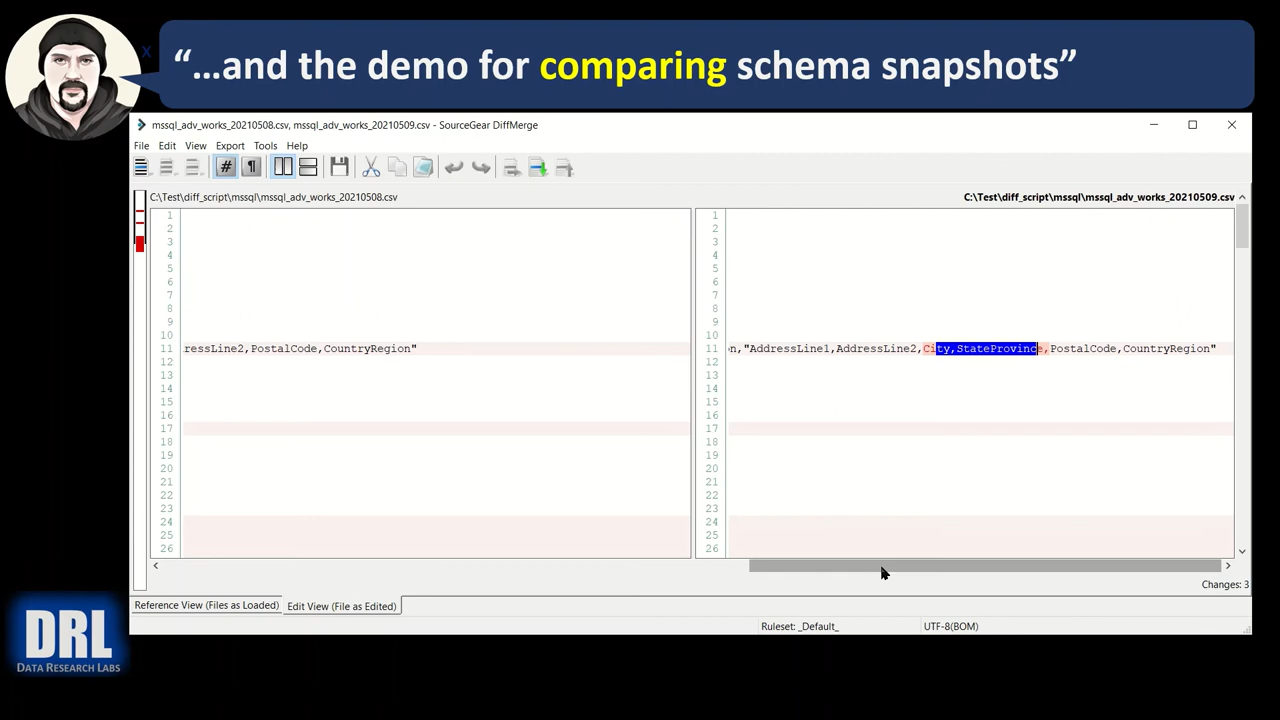 “…and the demo for comparing schema snapshots”
X
mssql_adv_works_20210508.csv, mssql_adv_works_20210509.csv - SourceGear DiffMerge
File Edit View Export Tools Help
# ¶
C:\Test\diff_script\mssql\mssql_adv_works_20210508.csv C:\Test\diff_script\mssql\mssql_adv_works_20210509.csv
1 1
2 2
3 3
4 4
5 5
6 6
7 7
8 8
9 9
10 10
11 ressLine2,PostalCode,CountryRegion" 11 n,"AddressLine1,AddressLine2,City,StateProvince,PostalCode,CountryRegion"
12 12
13 13
14 14
15 15
16 16
17 17
18 18
19 19
20 20
21 21
22 22
23 23
24 24
25 25
26 26
Changes: 3
Reference View (Files as Loaded) Edit View (File as Edited)
Ruleset: _Default_ UTF-8(BOM)
DRL
DATA RESEARCH LABS